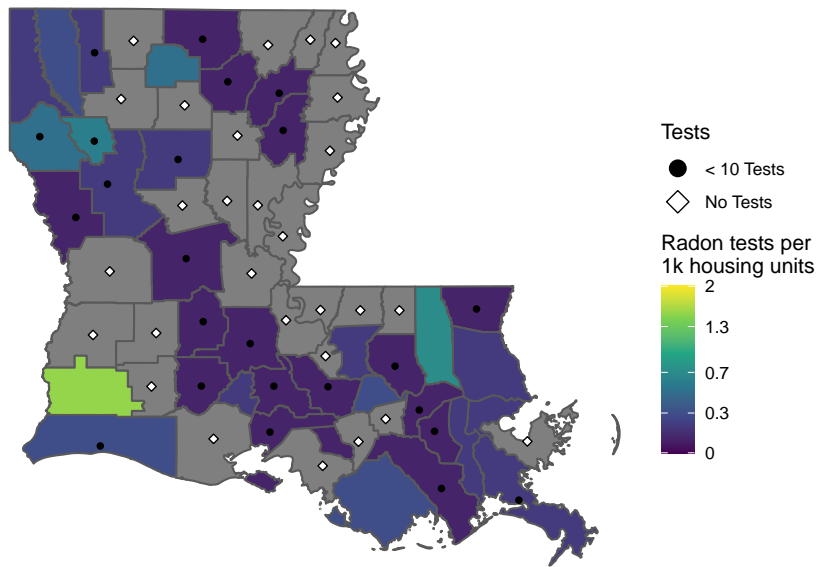 Tests
< 10 Tests
No Tests
Radon tests per
1k housing units
2
1.3
0.7
0.3
0